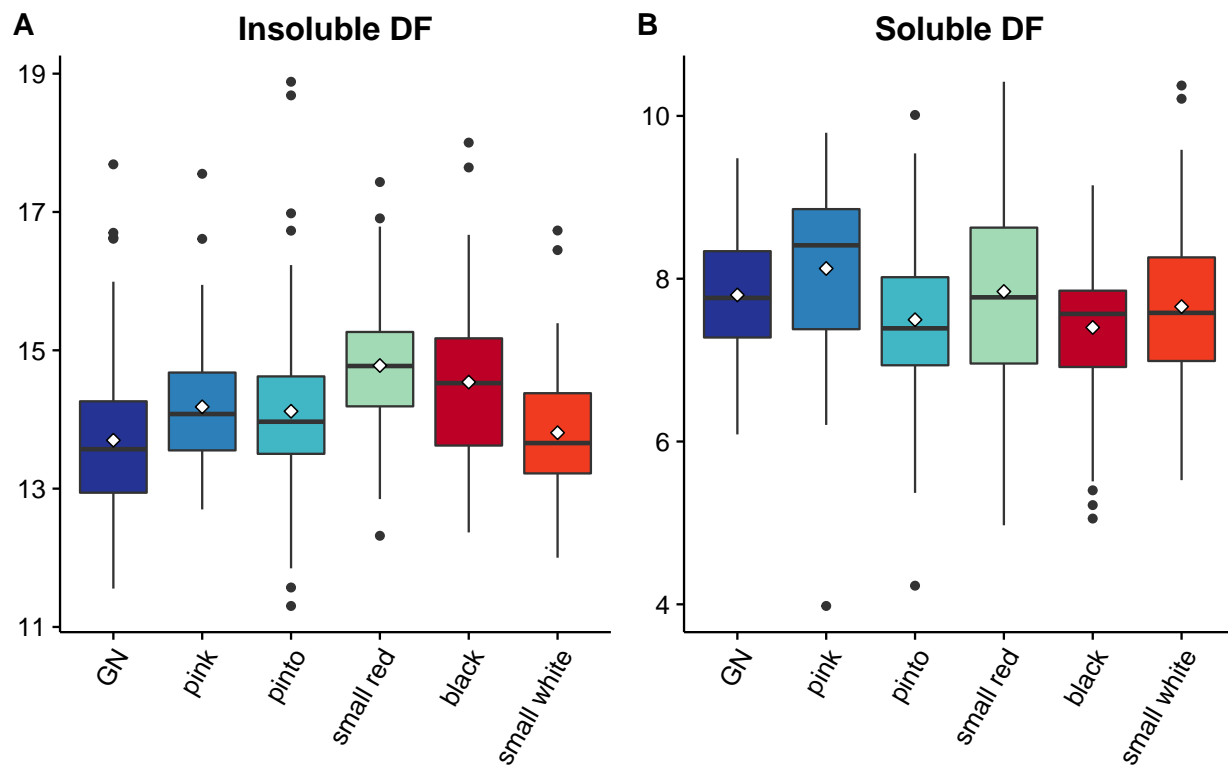 A
Insoluble DF
19
17
15
13
11
GN
pink
pinto
small red
black
small white
B
Soluble DF
10
8
6
4
GN
pink
pinto
small red
black
small white